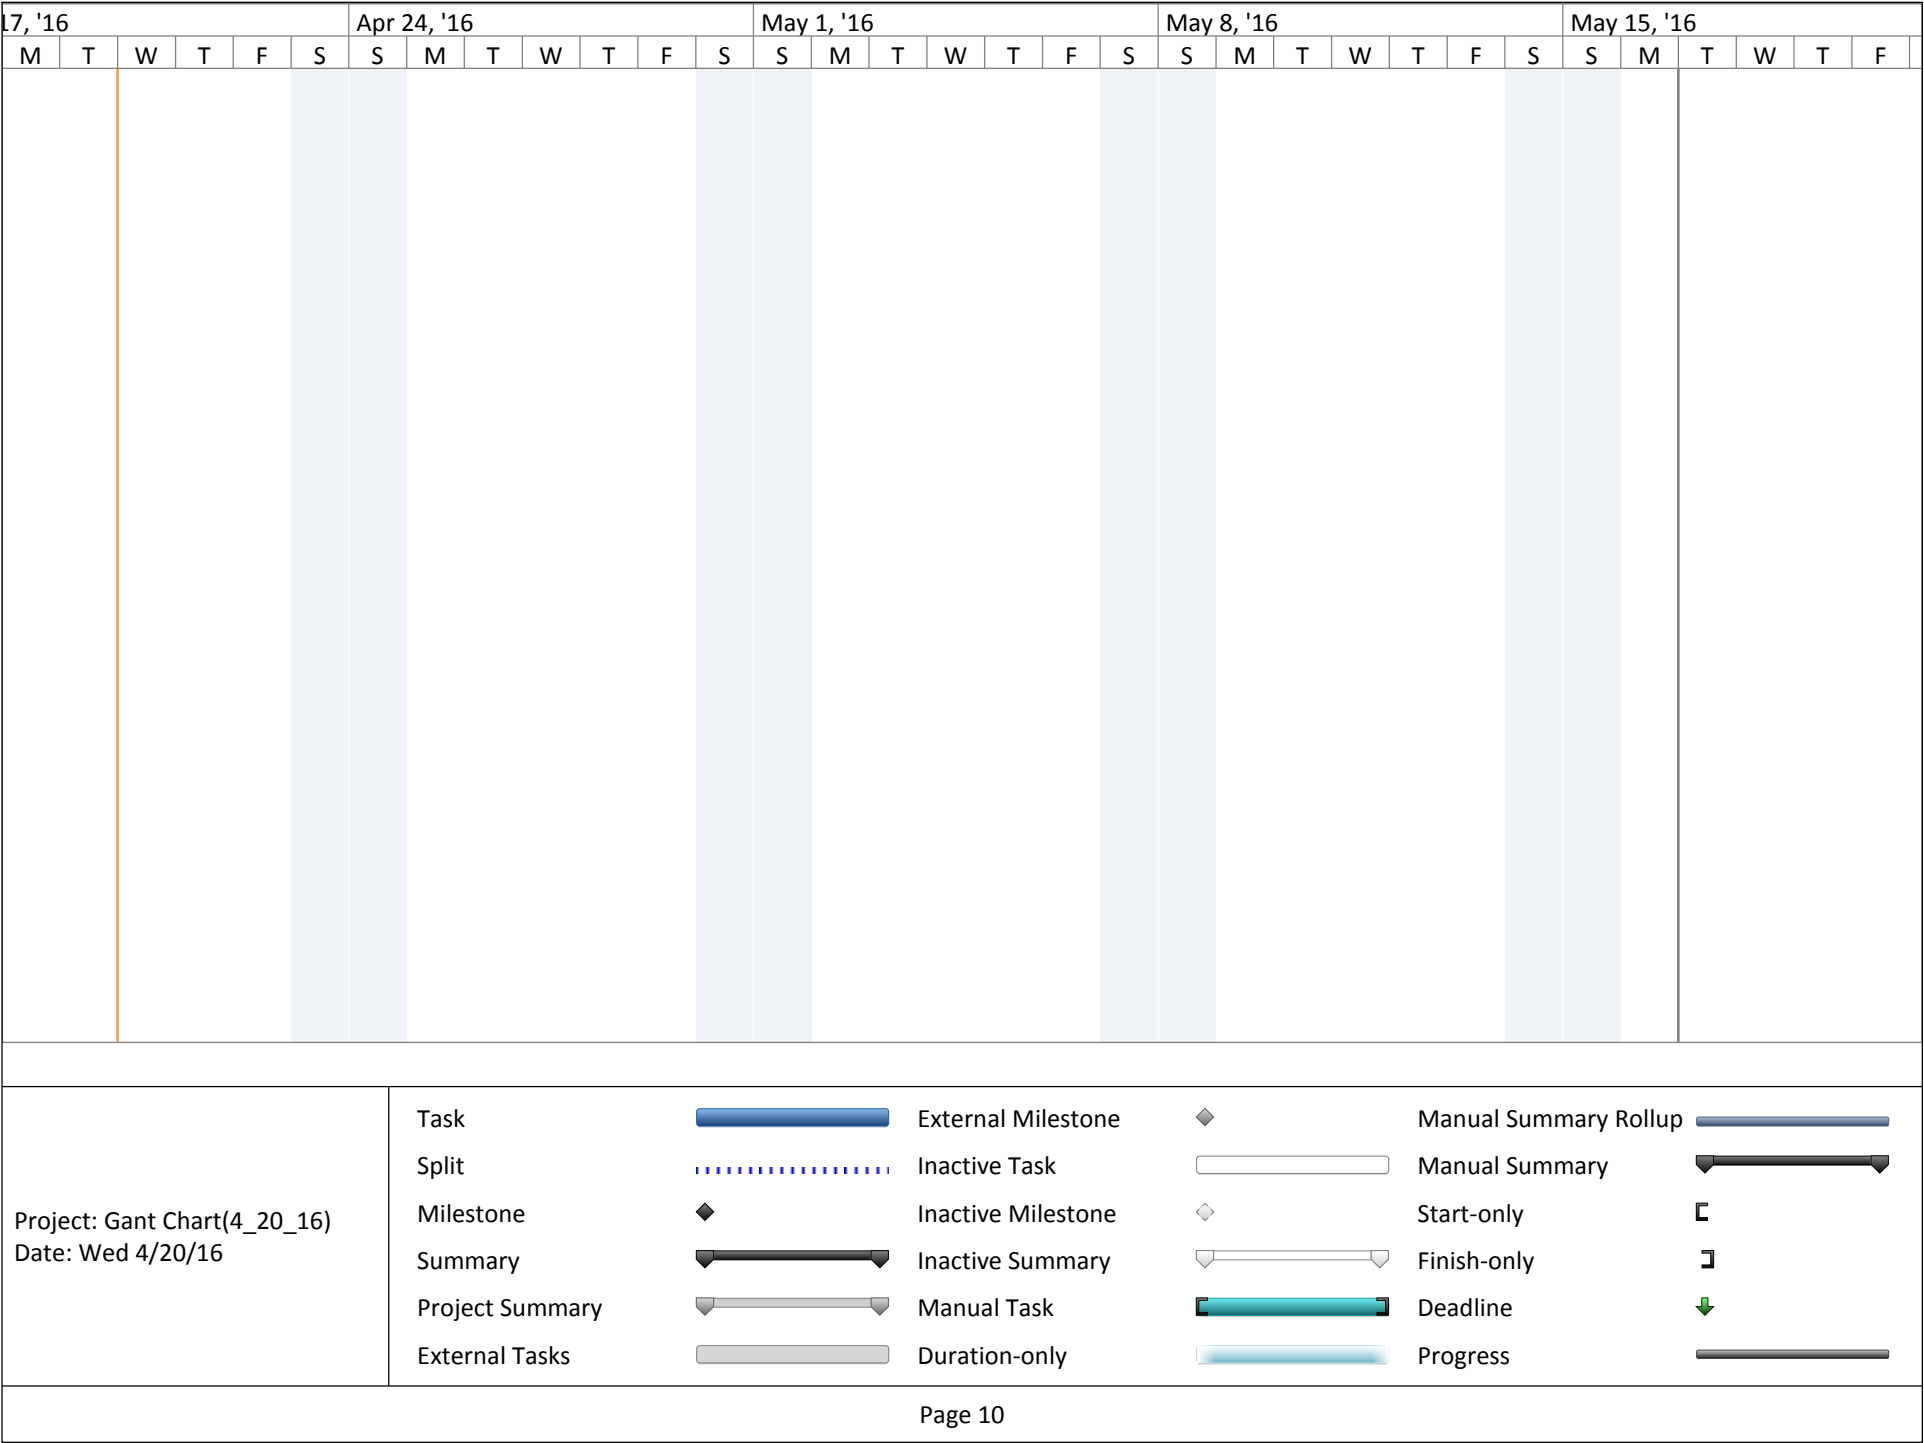 17, '16 Apr 24, '16 May 1, '16 May 8, '16 May 15, '16
M T W T F S S M T W T F S S M T W T F S S M T W T F S S M T W T F
Task External Milestone Manual Summary Rollup
Split Inactive Task Manual Summary
Milestone Inactive Milestone Start-only
Summary Inactive Summary Finish-only
Project Summary Manual Task Deadline
External Tasks Duration-only Progress
Project: Gant Chart(4_20_16)
Date: Wed 4/20/16
Page 10